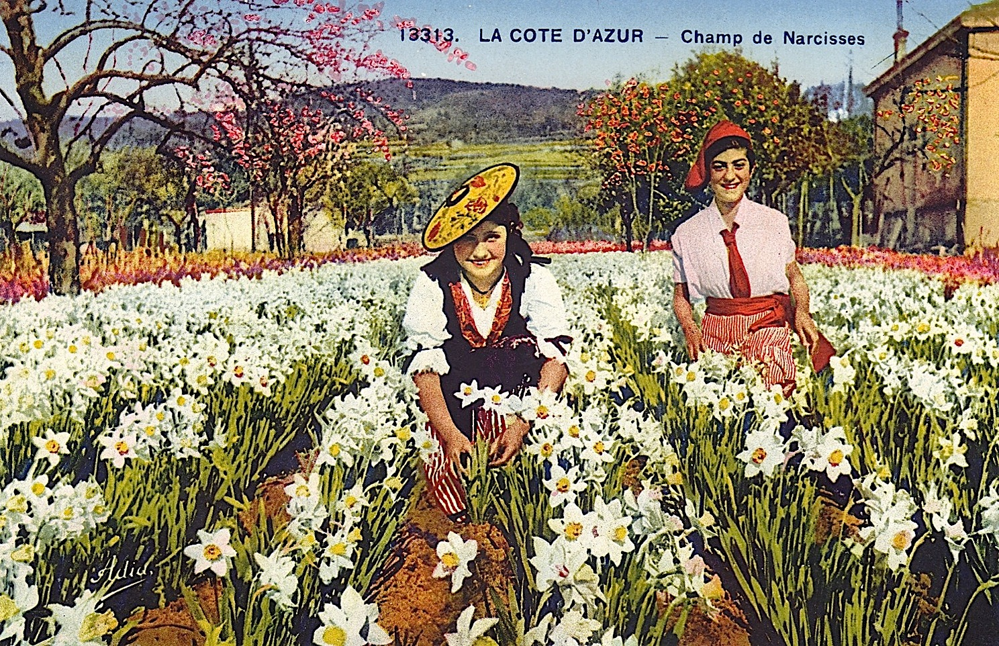 13313. LA COTE D'AZUR — Champ de Narcisses
Adia.